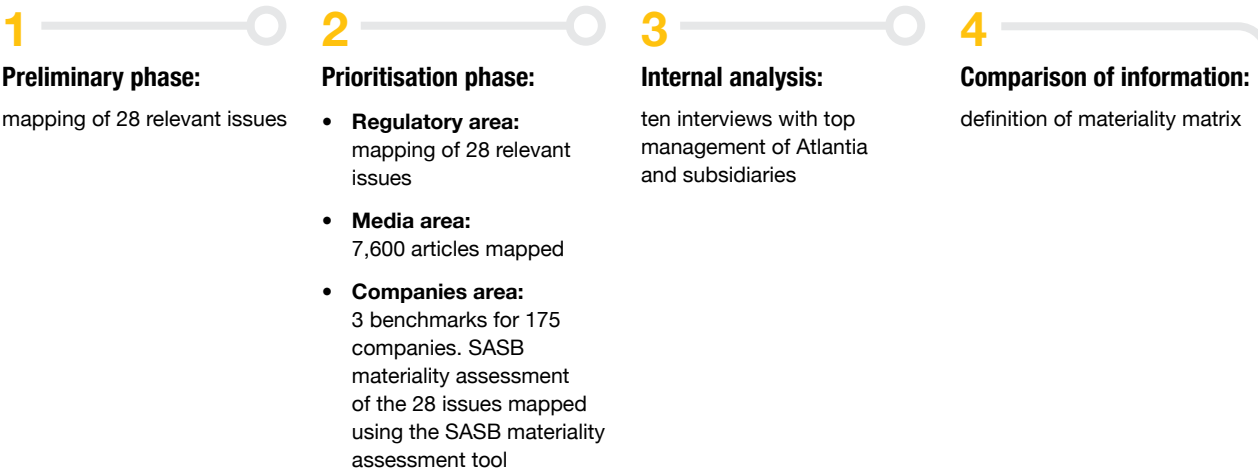 1
Preliminary phase:
mapping of 28 relevant issues
2
Prioritisation phase:
• Regulatory area:
mapping of 28 relevant
issues
• Media area:
7,600 articles mapped
• Companies area:
3 benchmarks for 175
companies. SASB
materiality assessment
of the 28 issues mapped
using the SASB materiality
assessment tool
3
Internal analysis:
ten interviews with top
management of Atlantia
and subsidiaries
4
Comparison of information:
definition of materiality matrix